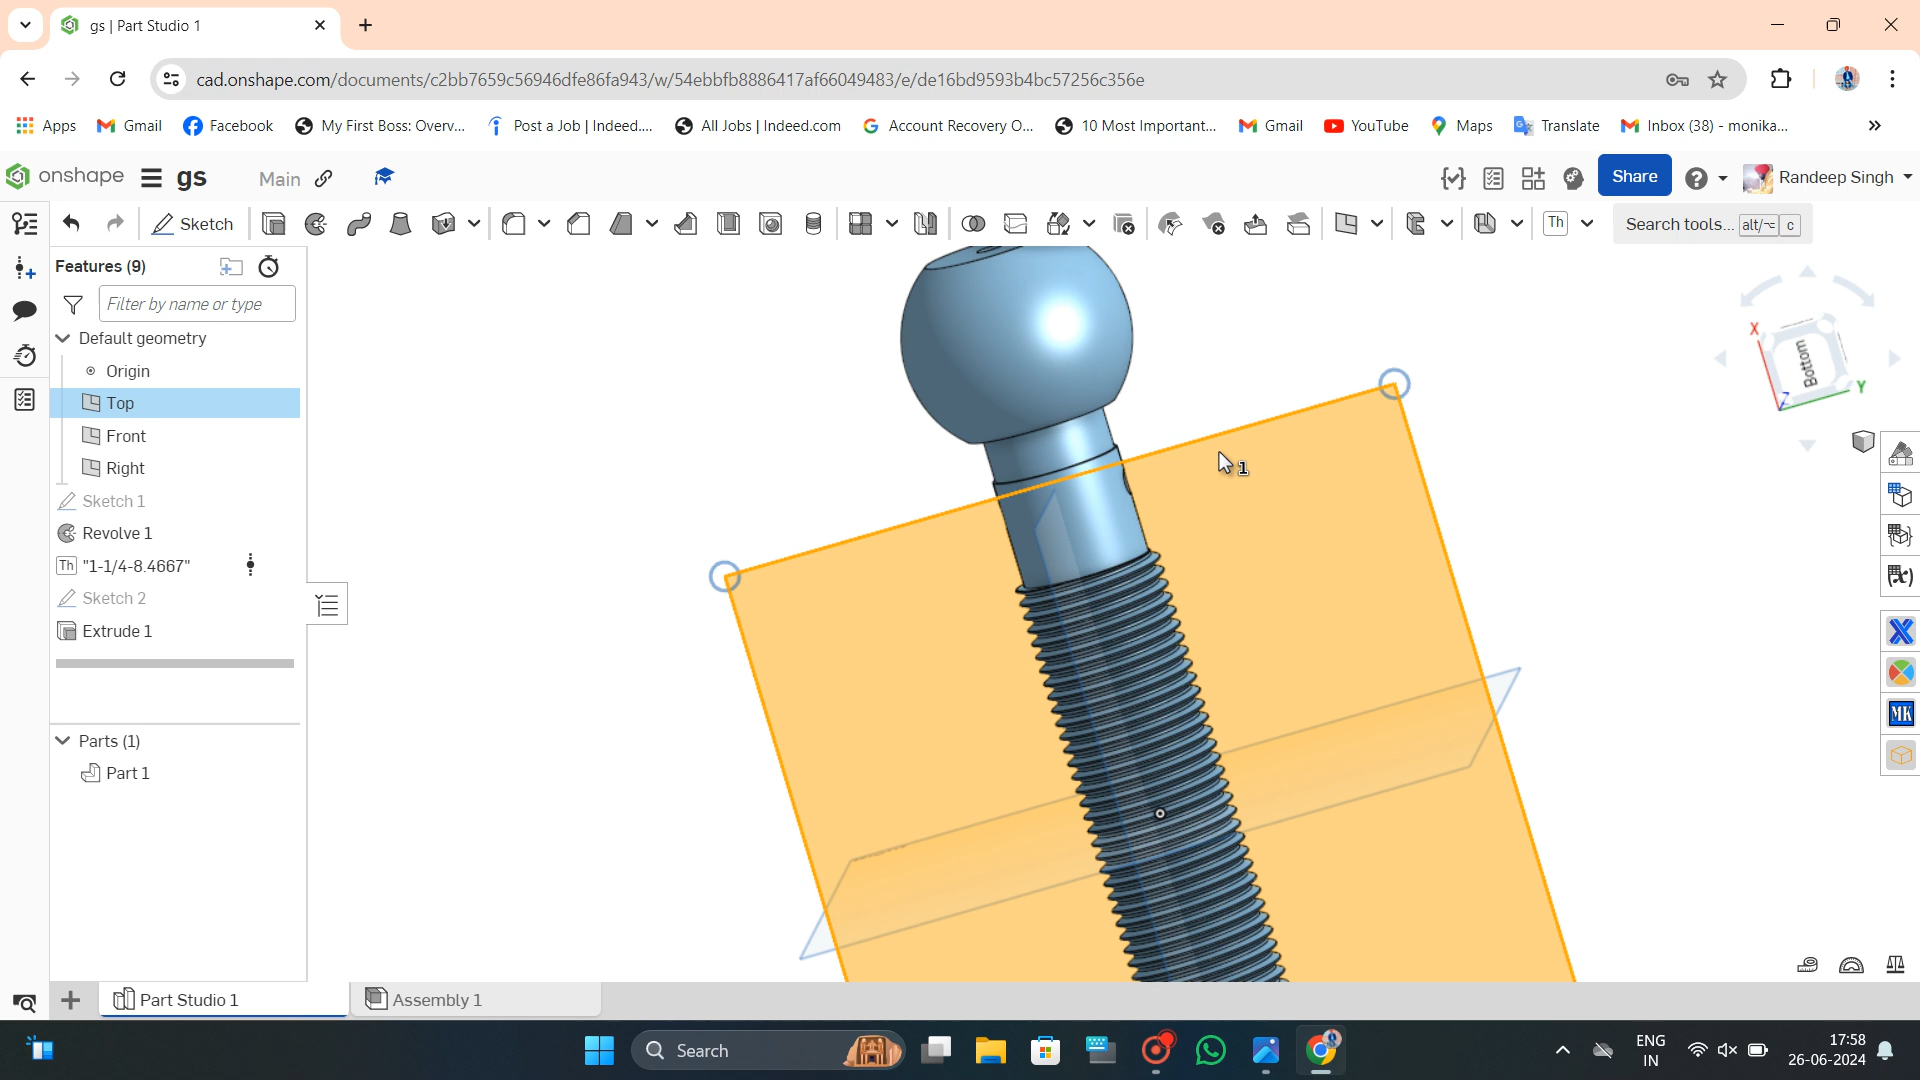 gs | Part Studio 1
cad.onshape.com/documents/c2bb7659c56946dfe86fa943/w/54ebbfb8886417af66049483/e/de16bd9593b4bc57256c356e
Apps Gmail Facebook My First Boss: Overv... Post a Job | Indeed.... All Jobs | Indeed.com Account Recovery O... 10 Most Important... Gmail YouTube Maps Translate Inbox (38) - monika...
onshape gs Main Share Randeep Singh
Sketch Th Search tools... alt/⌥ c
Features (9)
Filter by name or type
Default geometry
Origin
Top
Front
Right
Sketch 1
Revolve 1
Th "1-1/4-8.4667"
Sketch 2
Extrude 1
Parts (1)
Part 1
1
X
Bottom
Y
Z
(x)
MK
Part Studio 1 Assembly 1
Search
ENG
IN
17:58
26-06-2024